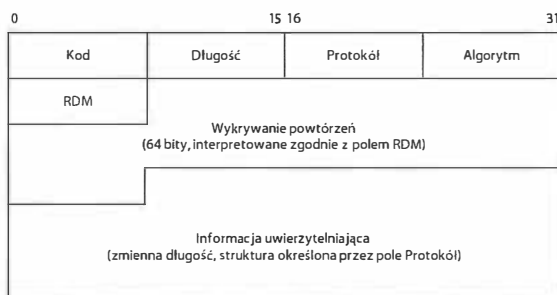 0 15 16 31
Kod Długość Protokół Algorytm
RDM
Wykrywanie powtórzeń
(64 bity, interpretowane zgodnie z polem RDM)
Informacja uwierzytelniająca
(zmienna długość, struktura określona przez pole Protokół)